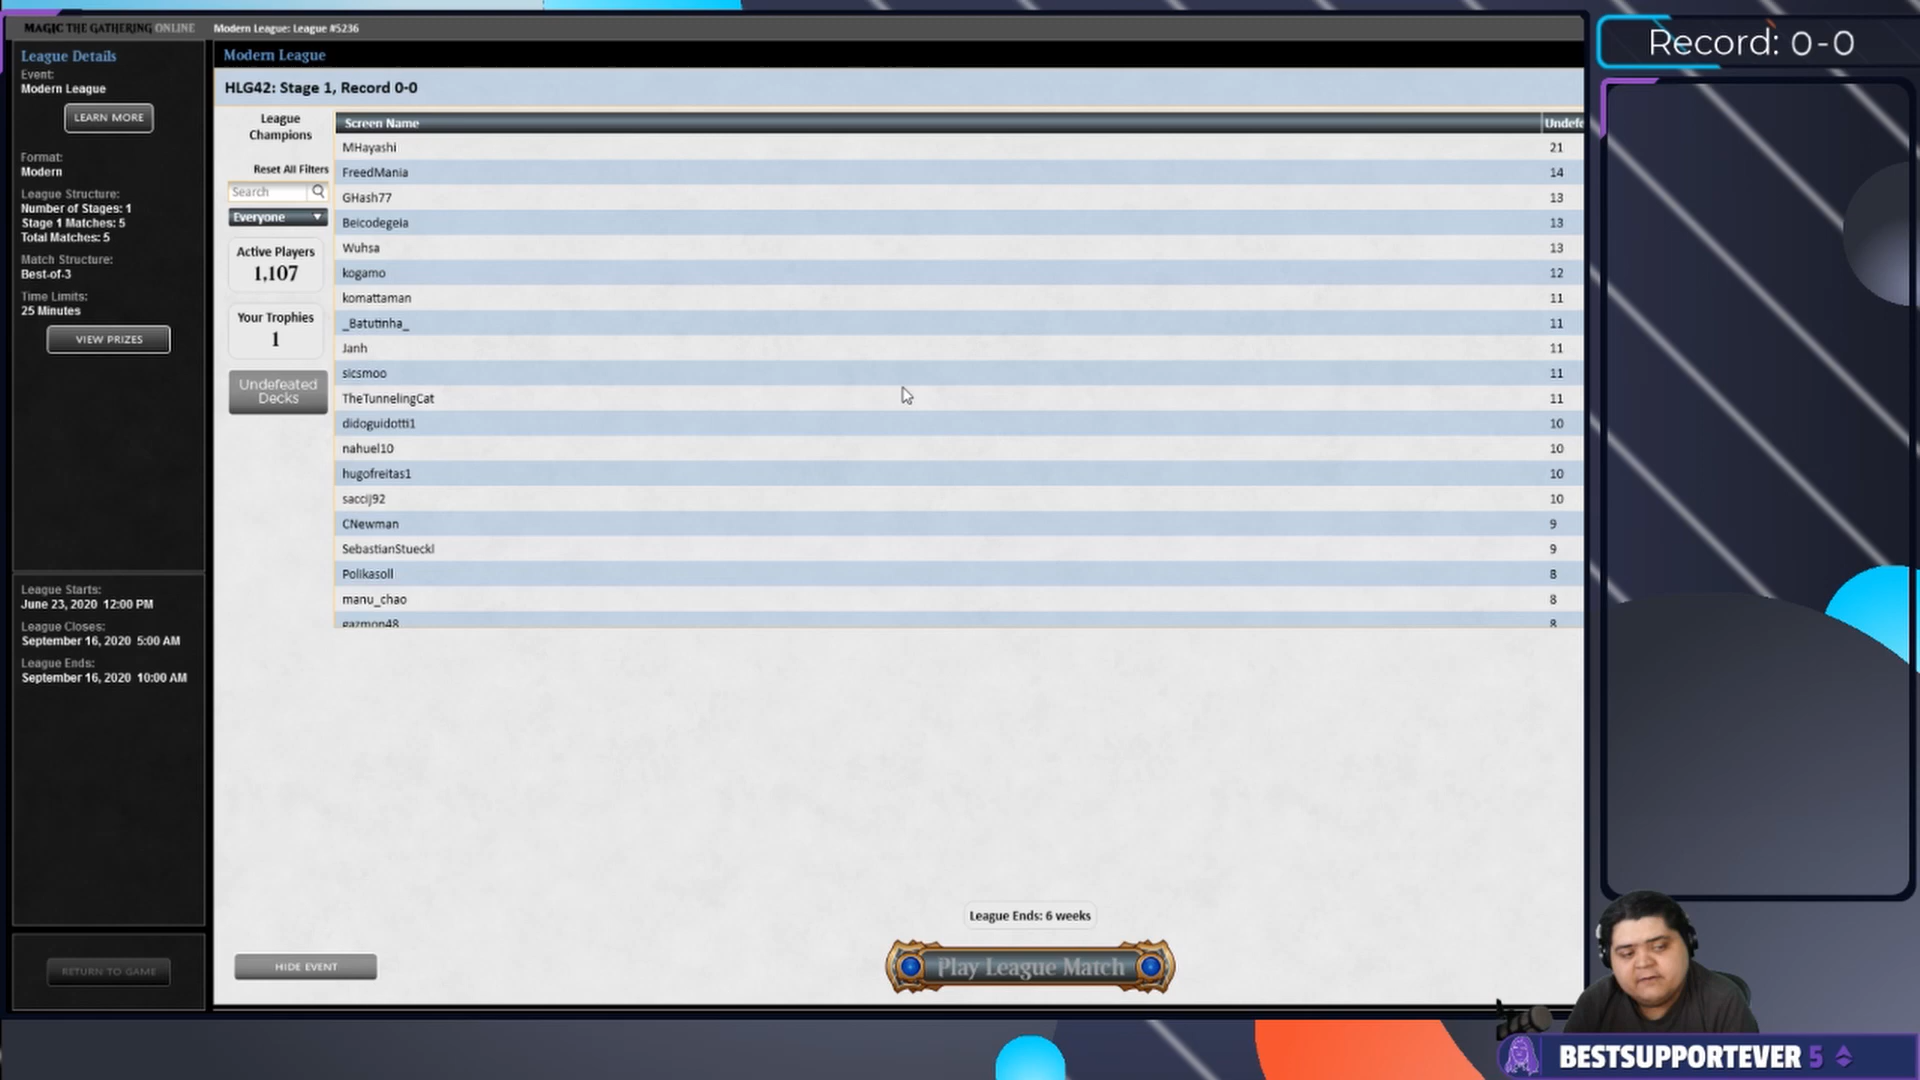 MAGIC THE GATHERING ONLINE
Modern League: League #5236
Record: 0-0
League Details
Event:
Modern League
LEARN MORE
Format:
Modern
League Structure:
Number of Stages: 1
Stage 1 Matches: 5
Total Matches: 5
Match Structure:
Best-of-3
Time Limits:
25 Minutes
VIEW PRIZES
League Starts:
June 23, 2020 12:00 PM
League Closes:
September 16, 2020 5:00 AM
League Ends:
September 16, 2020 10:00 AM
RETURN TO GAME
Modern League
HLG42: Stage 1, Record 0-0
League
Champions
Reset All Filters
Search
Everyone
Active Players
1,107
Your Trophies
1
Undefeated
Decks
Screen Name Undefe
MHayashi 21
FreedMania 14
GHash77 13
Beicodegeia 13
Wuhsa 13
kogamo 12
komattaman 11
_Batutinha_ 11
Janh 11
sicsmoo 11
TheTunnelingCat 11
didoguidotti1 10
nahuel10 10
hugofreitas1 10
saccij92 10
CNewman 9
SebastianStueckl 9
Polikasoll 8
manu_chao 8
gazmon48 8
League Ends: 6 weeks
HIDE EVENT
Play League Match
BESTSUPPORTEVER 5